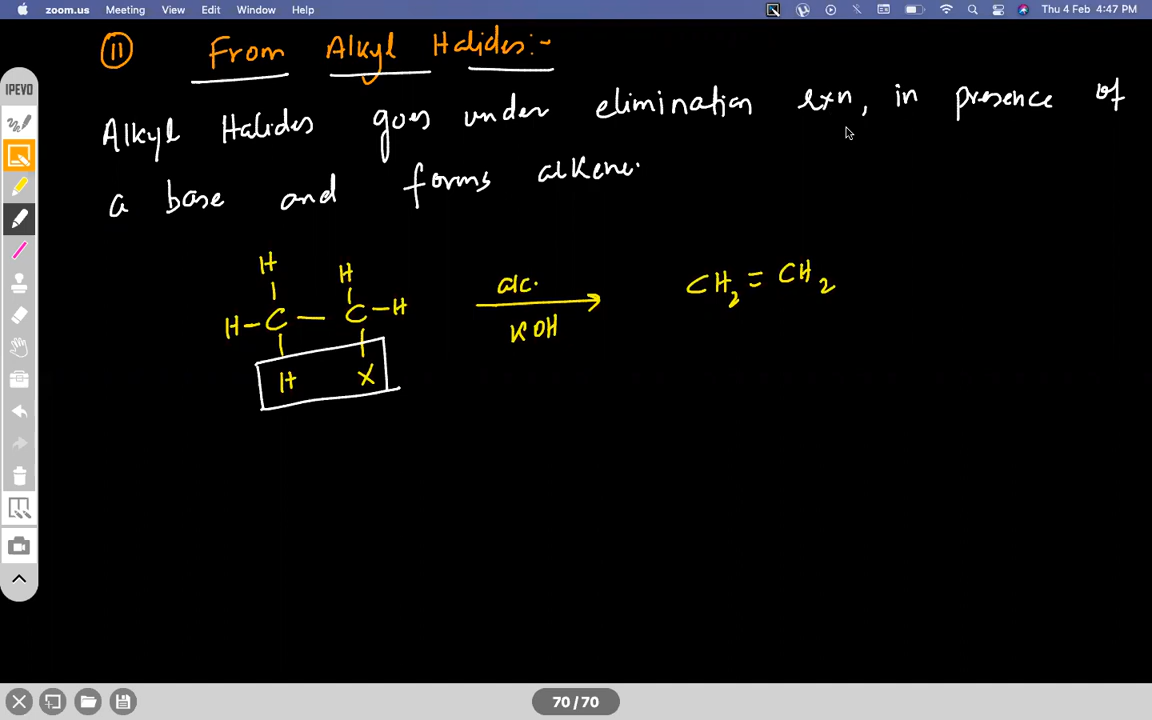 zoom.us Meeting View Edit Window Help Thu 4 Feb 4:47 PM
IPEVO
(11) From Alkyl Halides:-
Alkyl Halides goes under elimination rxn, in presence of
a base and forms alkene.
H H
H-C-C-H
H X
alc.
KOH
CH2=CH2
70/70